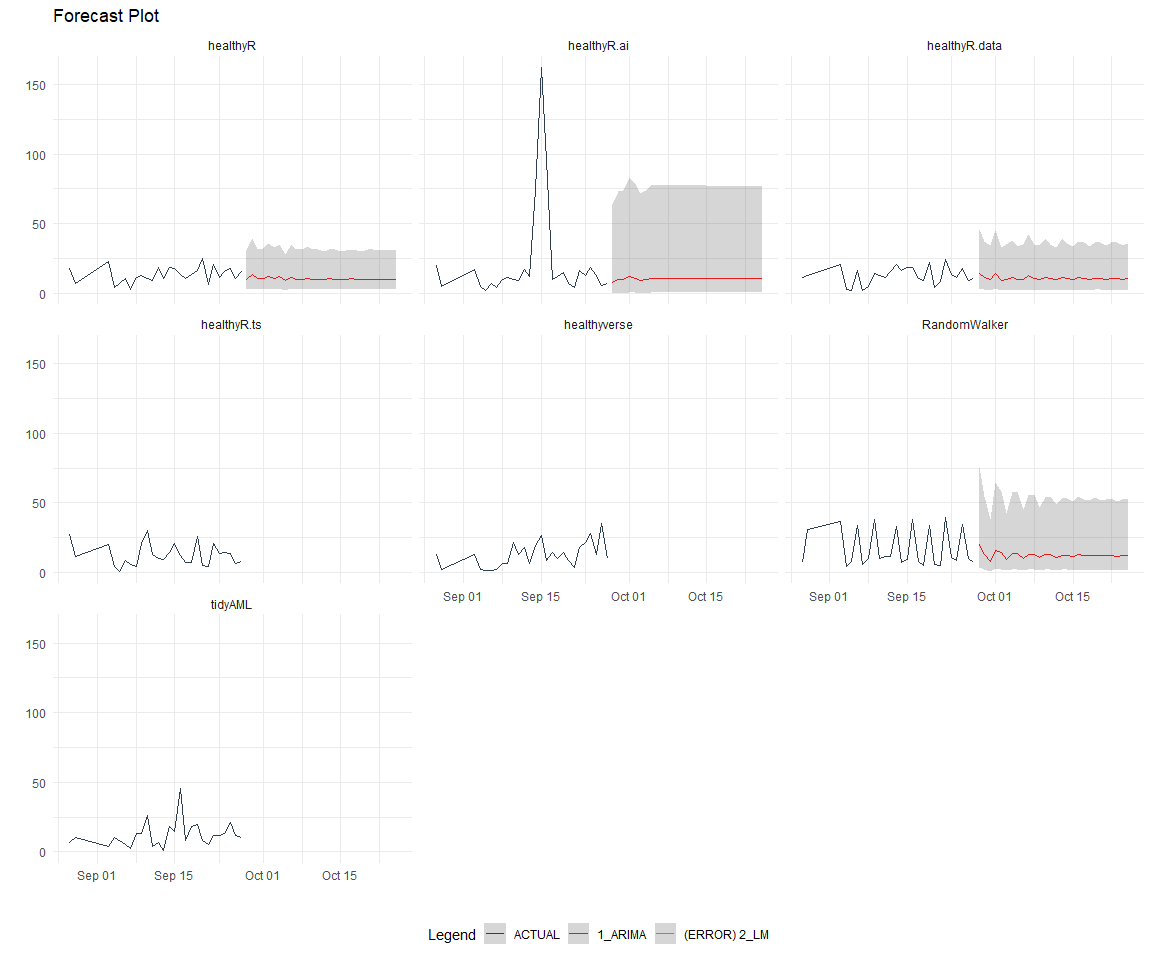 Forecast Plot
healthyR healthyR.ai healthyR.data
150
100
50
0
healthyR.ts healthyverse RandomWalker
150
100
50
0
Sep 01 Sep 15 Oct 01 Oct 15 Sep 01 Sep 15 Oct 01 Oct 15
tidyAML
150
100
50
0
Sep 01 Sep 15 Oct 01 Oct 15
Legend ACTUAL 1_ARIMA (ERROR) 2_LM